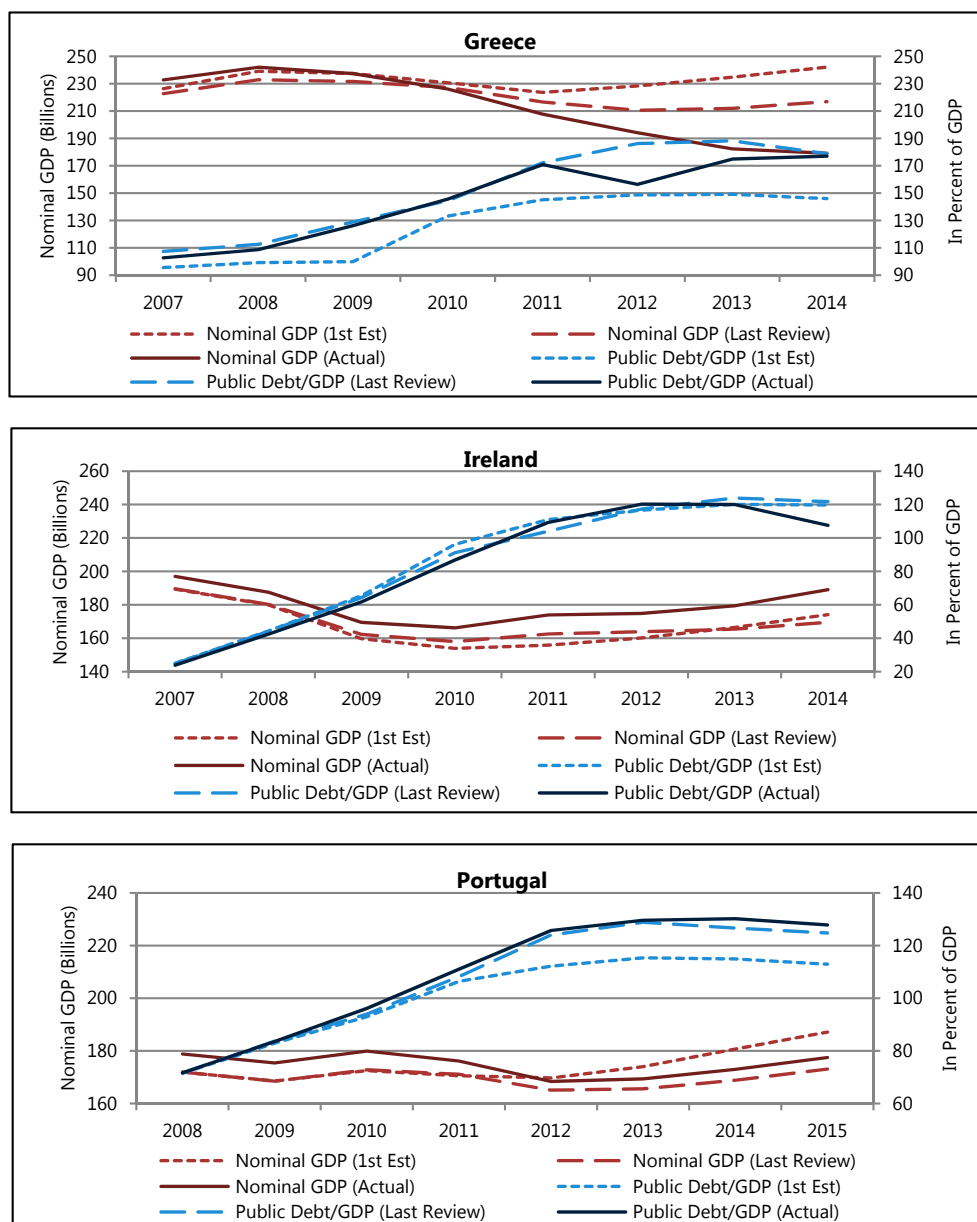 Greece
Nominal GDP (Billions)
250
230
210
190
170
150
130
110
90
250
230
210
190
170
150
130
110
90
In Percent of GDP
2007 2008 2009 2010 2011 2012 2013 2014
Nominal GDP (1st Est) Nominal GDP (Last Review)
Nominal GDP (Actual) Public Debt/GDP (1st Est)
Public Debt/GDP (Last Review) Public Debt/GDP (Actual)
Ireland
Nominal GDP (Billions)
260
240
220
200
180
160
140
140
120
100
80
60
40
20
In Percent of GDP
2007 2008 2009 2010 2011 2012 2013 2014
Nominal GDP (1st Est) Nominal GDP (Last Review)
Nominal GDP (Actual) Public Debt/GDP (1st Est)
Public Debt/GDP (Last Review) Public Debt/GDP (Actual)
Portugal
Nominal GDP (Billions)
240
220
200
180
160
140
120
100
80
60
In Percent of GDP
2008 2009 2010 2011 2012 2013 2014 2015
Nominal GDP (1st Est) Nominal GDP (Last Review)
Nominal GDP (Actual) Public Debt/GDP (1st Est)
Public Debt/GDP (Last Review) Public Debt/GDP (Actual)